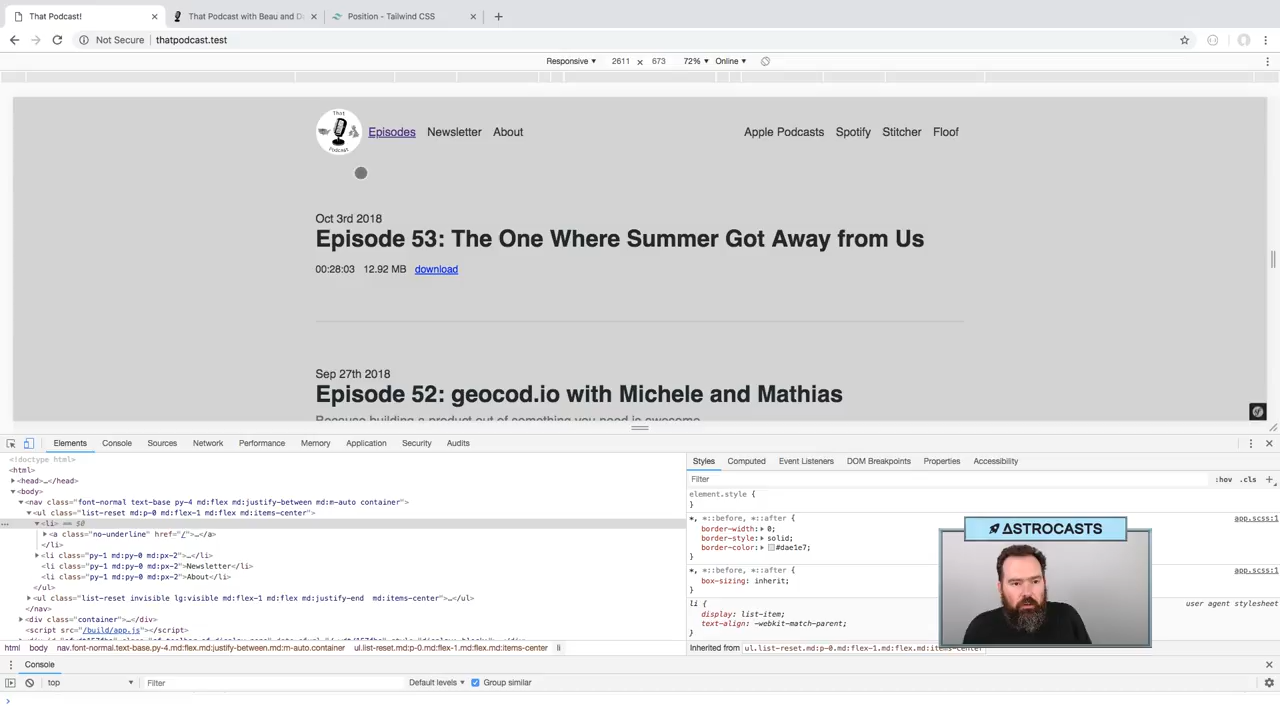 That Podcast!
That Podcast with Beau and D
Position - Tailwind CSS
Not Secure
thatpodcast.test
Responsive
2611
673
72%
Online
That
Podcast
Episodes
Newsletter
About
Apple Podcasts
Spotify
Stitcher
Floof
Oct 3rd 2018
Episode 53: The One Where Summer Got Away from Us
00:28:03 12.92 MB download
Sep 27th 2018
Episode 52: geocod.io with Michele and Mathias
Because building a product out of something you need is awesome
Elements
Console
Sources
Network
Performance
Memory
Application
Security
Audits
<!doctype html>
<html>
<head>…</head>
<body>
<nav class="font-normal text-base py-4 md:flex md:justify-between md:m-auto container">
<ul class="list-reset md:p-0 md:flex-1 md:flex md:items-center">
<li> == $0
<a class="no-underline" href="/">…</a>
</li>
<li class="py-1 md:py-0 md:px-2">…</li>
<li class="py-1 md:py-0 md:px-2">Newsletter</li>
<li class="py-1 md:py-0 md:px-2">About</li>
</ul>
<ul class="list-reset invisible lg:visible md:flex-1 md:flex md:justify-end md:items-center">…</ul>
</nav>
<div class="container">…</div>
<script src="/build/app.js"></script>
html
body
nav.font-normal.text-base.py-4.md:flex.md:justify-between.md:m-auto.container
ul.list-reset.md:p-0.md:flex-1.md:flex.md:items-center
li
Styles
Computed
Event Listeners
DOM Breakpoints
Properties
Accessibility
Filter
:hov .cls +
element.style {
}
*, *::before, *::after {
app.scss:1
border-width: 0;
border-style: solid;
border-color: #dae1e7;
}
*, *::before, *::after {
app.scss:1
box-sizing: inherit;
}
li {
user agent stylesheet
display: list-item;
text-align: -webkit-match-parent;
}
Inherited from ul.list-reset.md:p-0.md:flex-1.md:flex.md:items-center
ASTROCASTS
Console
top
Filter
Default levels
Group similar